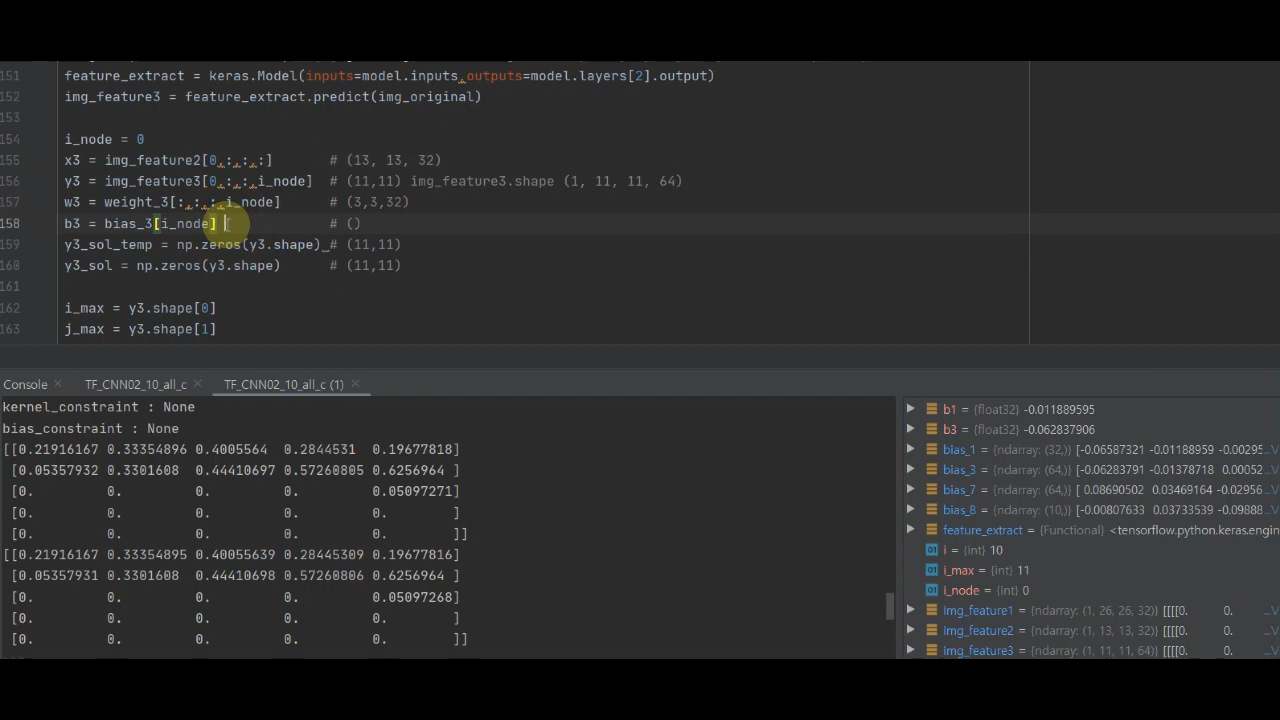 151 feature_extract = keras.Model(inputs=model.inputs, outputs=model.layers[2].output)
152 img_feature3 = feature_extract.predict(img_original)
153
154 i_node = 0
155 x3 = img_feature2[0,:,:,:] # (13, 13, 32)
156 y3 = img_feature3[0,:,:,i_node] # (11,11) img_feature3.shape (1, 11, 11, 64)
157 w3 = weight_3[:,:,:,i_node] # (3,3,32)
158 b3 = bias_3[i_node] # ()
159 y3_sol_temp = np.zeros(y3.shape) # (11,11)
160 y3_sol = np.zeros(y3.shape) # (11,11)
161
162 i_max = y3.shape[0]
163 j_max = y3.shape[1]
Console TF_CNN02_10_all_c TF_CNN02_10_all_c (1)
kernel_constraint : None
bias_constraint : None
[[0.21916167 0.33354896 0.4005564 0.2844531 0.19677818]
[0.05357932 0.3301608 0.44410697 0.57260805 0.6256964 ]
[0. 0. 0. 0. 0.05097271]
[0. 0. 0. 0. 0. ]
[0. 0. 0. 0. 0. ]]
[[0.21916167 0.33354895 0.40055639 0.28445309 0.19677816]
[0.05357931 0.3301608 0.44410698 0.57260806 0.6256964 ]
[0. 0. 0. 0. 0.05097268]
[0. 0. 0. 0. 0. ]
[0. 0. 0. 0. 0. ]]
b1 = {float32} -0.011889595
b3 = {float32} -0.062837906
bias_1 = {ndarray: (32,)} [-0.06587321 -0.01188959 -0.00295...V
bias_3 = {ndarray: (64,)} [-0.06283791 -0.01378718 0.00052...V
bias_7 = {ndarray: (64,)} [ 0.08690502 0.03469164 -0.02956...V
bias_8 = {ndarray: (10,)} [-0.00807633 0.03733539 -0.09888...V
feature_extract = {Functional} <tensorflow.python.keras.engin
i = {int} 10
i_max = {int} 11
i_node = {int} 0
img_feature1 = {ndarray: (1, 26, 26, 32)} [[[[0. 0. ...V
img_feature2 = {ndarray: (1, 13, 13, 32)} [[[[0. 0. ...V
img_feature3 = {ndarray: (1, 11, 11, 64)} [[[[0. 0. ...V